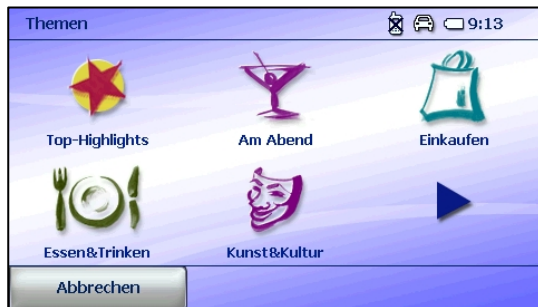 Themen 9:13
Top-Highlights Am Abend Einkaufen
Essen&Trinken Kunst&Kultur
Abbrechen